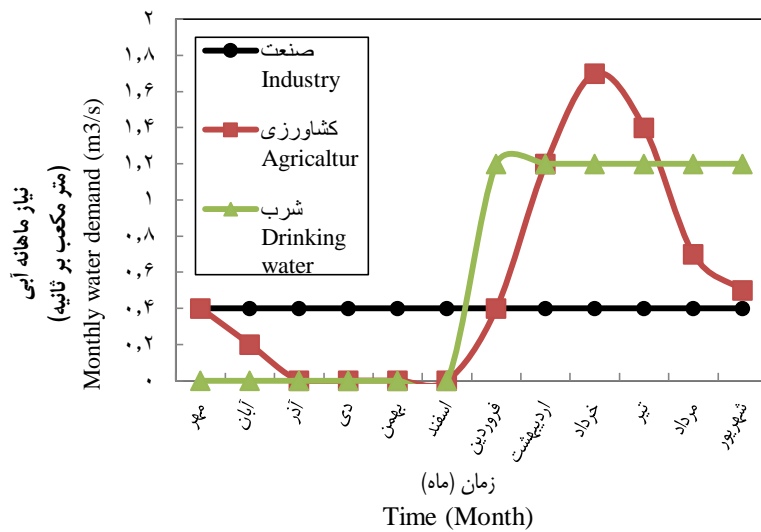 ۲
۱,۸
۱,۶
۱,۴
۱,۲
۱
۰,۸
۰,۶
۰,۴
۰,۲
۰
نیاز ماهانه آبی
(متر مکعب بر ثانیه)
Monthly water demand (m3/s)
صنعت
Industry
کشاورزی
Agricaltur
شرب
Drinking
water
مهر
آبان
آذر
دی
بهمن
اسفند
فروردین
اردیبهشت
خرداد
تیر
مرداد
شهریور
زمان (ماه)
Time (Month)